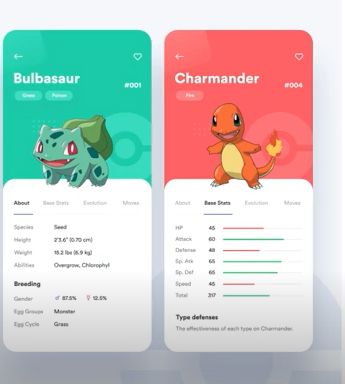 Bulbasaur
#001
Grass Poison
About Base Stats Evolution Moves
Species Seed
Height 2'3.6" (0.70 cm)
Weight 15.2 lbs (6.9 kg)
Abilities Overgrow, Chlorophyl
Breeding
Gender ♂ 87.5% ♀ 12.5%
Egg Groups Monster
Egg Cycle Grass
Charmander
#004
Fire
About Base Stats Evolution Moves
HP 45
Attack 60
Defense 48
Sp. Atk 65
Sp. Def 65
Speed 45
Total 317
Type defenses
The effectiveness of each type on Charmander.